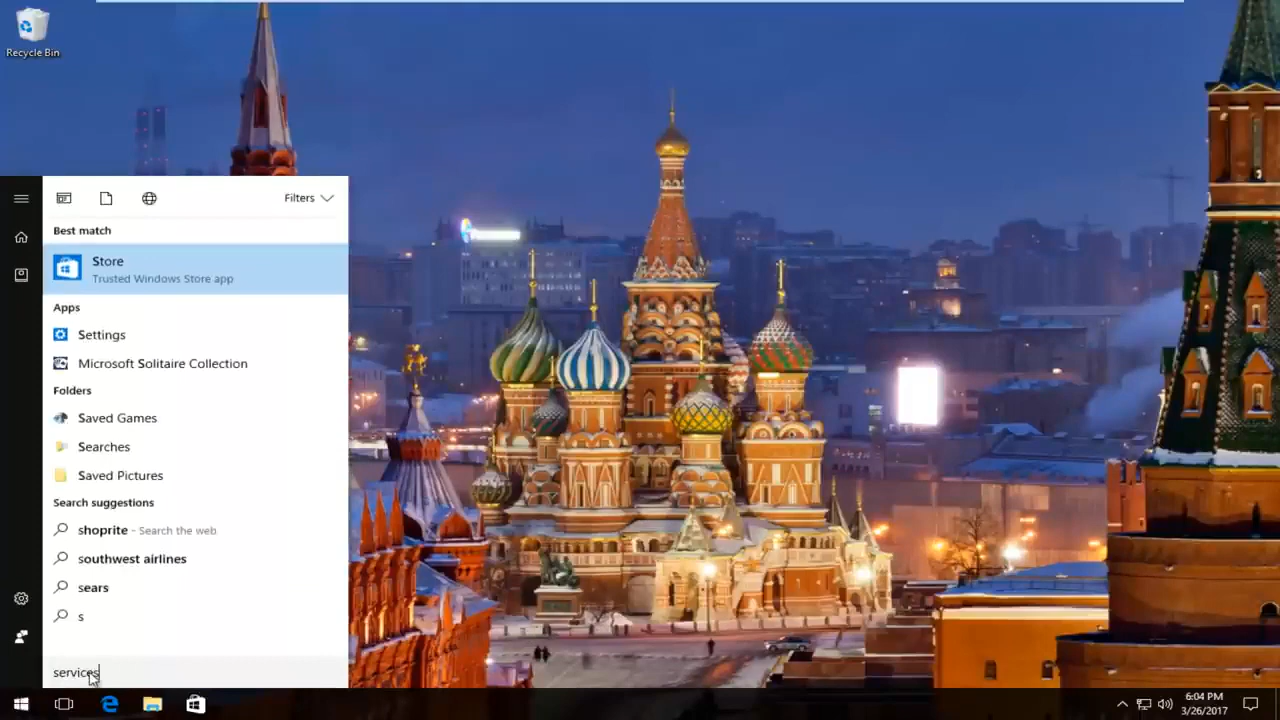 Recycle Bin
Filters
Best match
Store
Trusted Windows Store app
Apps
Settings
Microsoft Solitaire Collection
Folders
Saved Games
Searches
Saved Pictures
Search suggestions
shoprite - Search the web
southwest airlines
sears
s
services
6:04 PM
3/26/2017